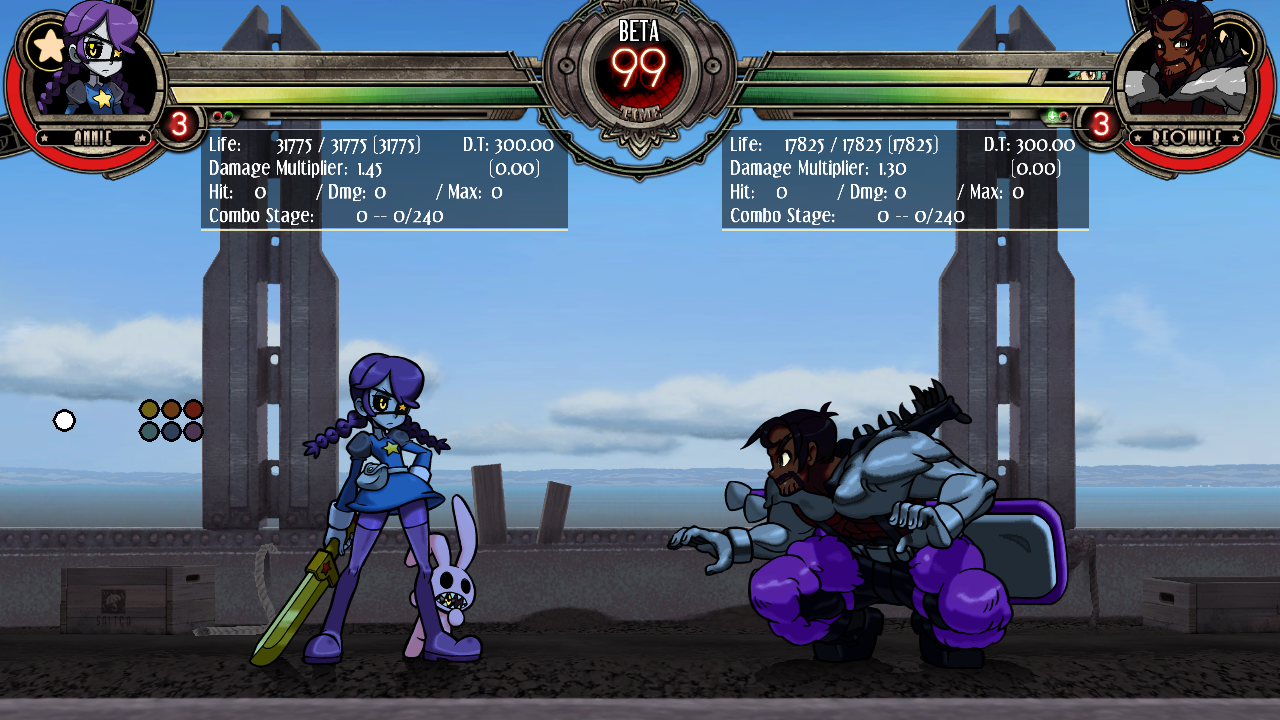 BETA
99
TIME
ANNIE
3
3
BEOWULF
Life: 31775 / 31775 (31775) D.T: 300.00
Damage Multiplier: 1.45 (0.00)
Hit: 0 / Dmg: 0 / Max: 0
Combo Stage: 0 -- 0/240
Life: 17825 / 17825 (17825) D.T: 300.00
Damage Multiplier: 1.30 (0.00)
Hit: 0 / Dmg: 0 / Max: 0
Combo Stage: 0 -- 0/240